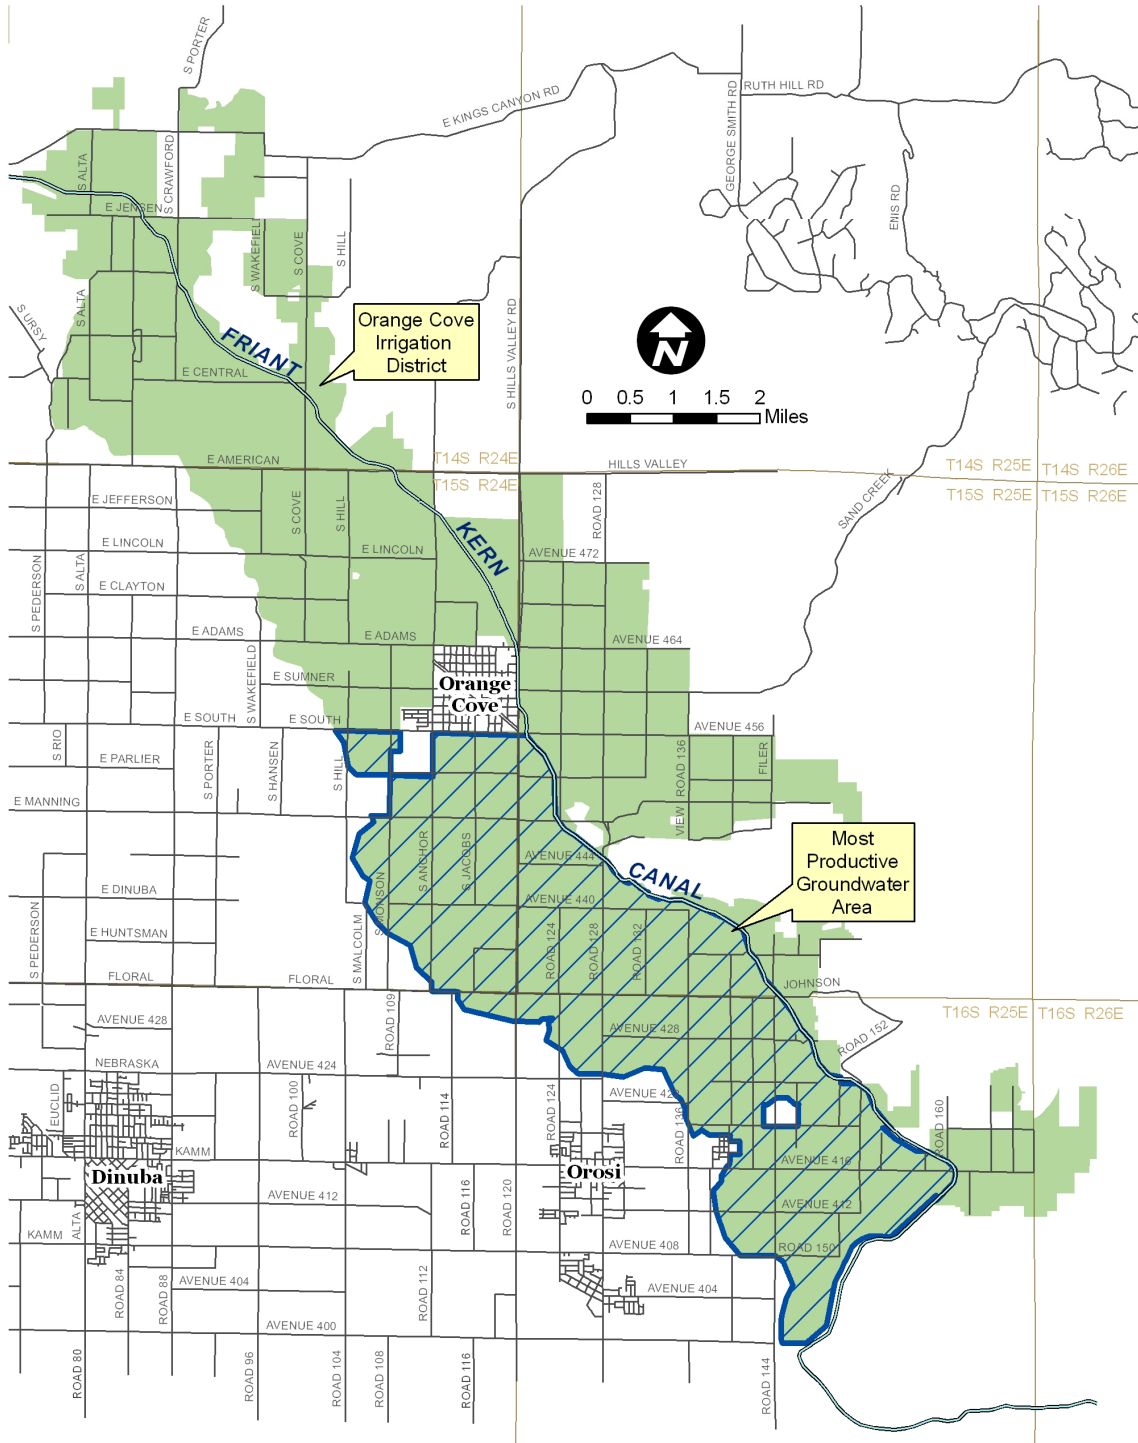 S PORTER
E KINGS CANYON RD
RUTH HILL RD
GEORGE SMITH RD
S ALTA
S CRAWFORD
E JENSEN
ENIS RD
S WAKEFIELD
S COVE
S HILL
S ALTA
S URSY
FRIANT
Orange Cove
Irrigation
District
S HILLS VALLEY RD
N
0 0.5 1 1.5 2
Miles
E CENTRAL
E AMERICAN
T14S R24E
HILLS VALLEY
T14S R25E
T14S R26E
T15S R24E
T15S R25E
T15S R26E
SAND CREEK
E JEFFERSON
S COVE
S HILL
ROAD 128
KERN
E LINCOLN
E LINCOLN
AVENUE 472
S PEDERSON
S ALTA
E CLAYTON
E ADAMS
E ADAMS
AVENUE 464
S WAKEFIELD
E SUMNER
Orange
Cove
E SOUTH
E SOUTH
AVENUE 456
S RIO
E PARLIER
S PORTER
S HANSEN
S HILL
ROAD 136
FILER
E MANNING
VIEW
S ANCHOR
S JACOBS
AVENUE 444
CANAL
Most
Productive
Groundwater
Area
E DINUBA
S MONSON
AVENUE 440
S PEDERSON
E HUNTSMAN
S MALCOLM
ROAD 124
ROAD 128
ROAD 132
FLORAL
FLORAL
JOHNSON
T16S R25E
T16S R26E
AVENUE 428
ROAD 109
AVENUE 428
ROAD 152
NEBRASKA
AVENUE 424
EUCLID
ROAD 100
ROAD 114
ROAD 124
ROAD 136
ROAD 160
KAMM
AVENUE 416
Dinuba
Orosi
AVENUE 412
ROAD 116
ROAD 120
AVENUE 412
KAMM
ALTA
AVENUE 408
ROAD 150
ROAD 84
ROAD 88
AVENUE 404
ROAD 112
AVENUE 404
AVENUE 400
ROAD 80
ROAD 96
ROAD 104
ROAD 108
ROAD 116
ROAD 144